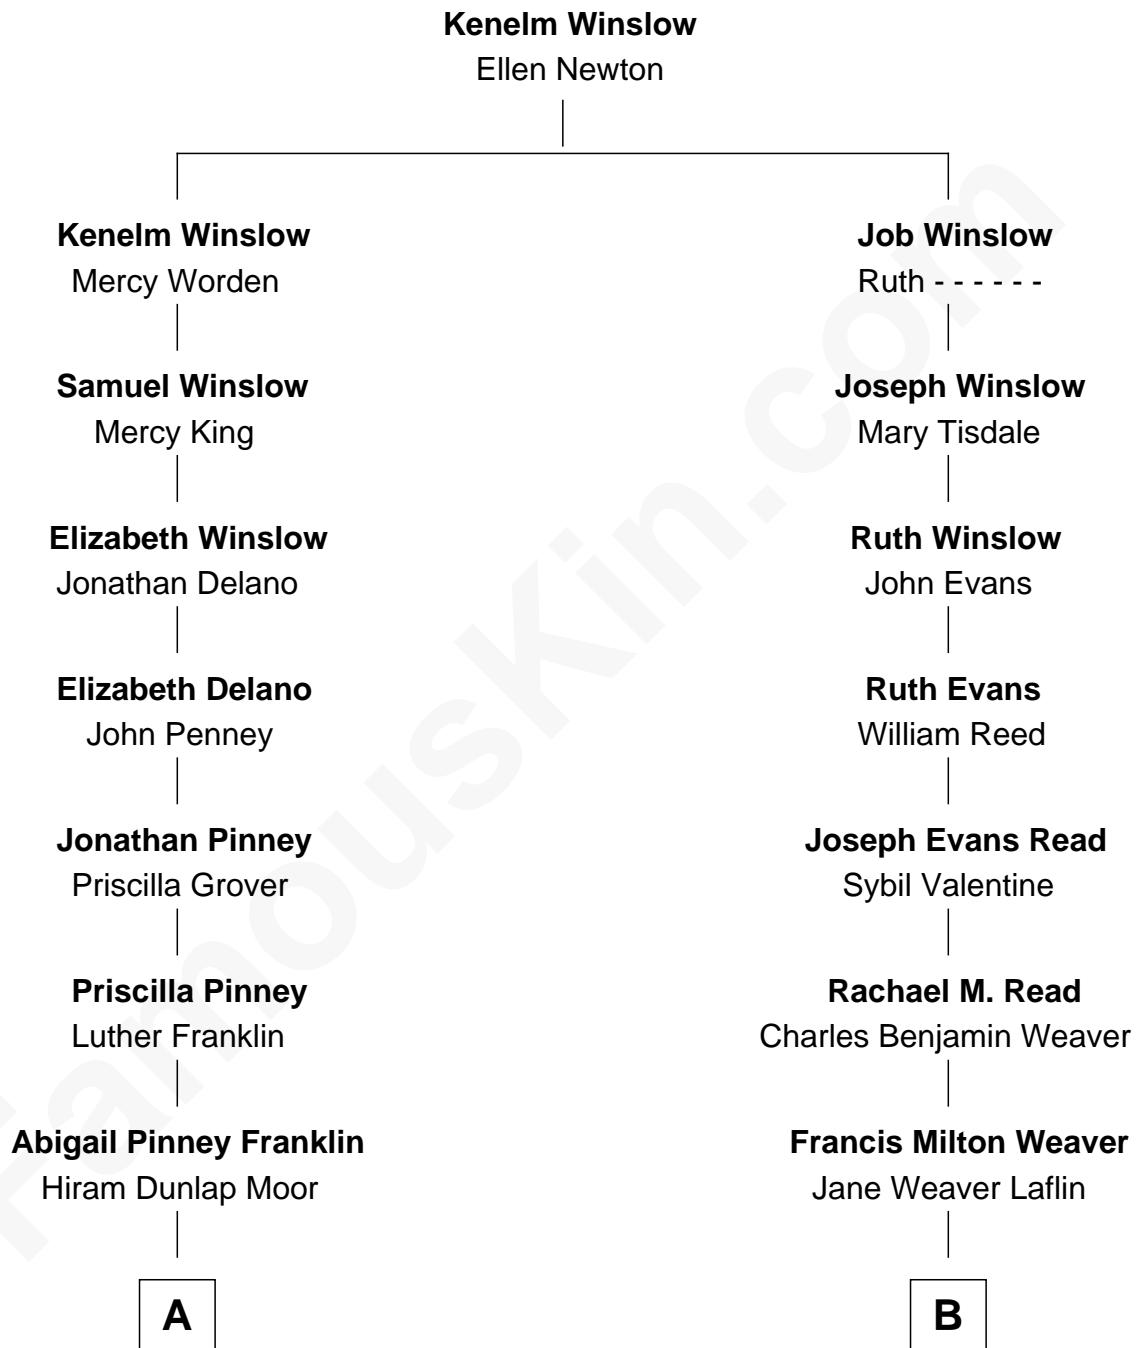 Kenelm Winslow
Ellen Newton
Kenelm Winslow
Mercy Worden
Samuel Winslow
Mercy King
Elizabeth Winslow
Jonathan Delano
Elizabeth Delano
John Penney
Jonathan Pinney
Priscilla Grover
Priscilla Pinney
Luther Franklin
Abigail Pinney Franklin
Hiram Dunlap Moor
A
Job Winslow
Ruth - - - - - -
Joseph Winslow
Mary Tisdale
Ruth Winslow
John Evans
Ruth Evans
William Reed
Joseph Evans Read
Sybil Valentine
Rachael M. Read
Charles Benjamin Weaver
Francis Milton Weaver
Jane Weaver Laflin
B
FamousKin.com